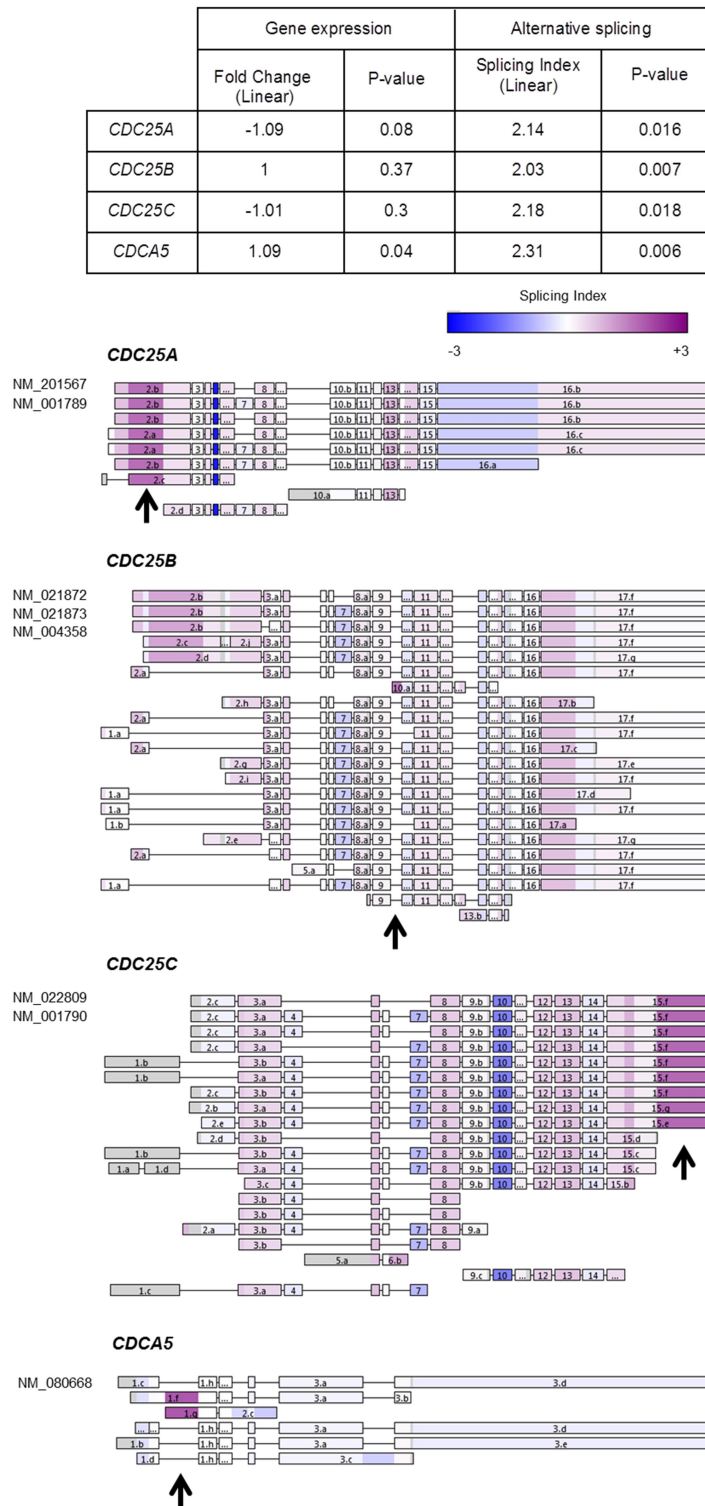 Gene expression Alternative splicing
Fold Change (Linear) P-value Splicing Index (Linear) P-value
CDC25A -1.09 0.08 2.14 0.016
CDC25B 1 0.37 2.03 0.007
CDC25C -1.01 0.3 2.18 0.018
CDCA5 1.09 0.04 2.31 0.006
Splicing Index
-3 +3
CDC25A
NM_201567 2.b 3 ... 8 ... 10.b 11 13 ... 15 16.b
NM_001789 2.b 3 ... 7 8 ... 10.b 11 13 ... 15 16.b
2.b 3 ... 8 ... 10.b 11 13 ... 15 16.b
2.a 3 ... 8 ... 10.b 11 13 ... 15 16.c
2.a 3 ... 7 8 ... 10.b 11 13 ... 15 16.c
2.b 3 ... 7 8 ... 10.b 11 13 ... 15 16.a
2.c 3 ...
10.a 11 13
2.d 3 ... 7 8 ...
CDC25B
NM_021872 2.b 3.a 8.a 9 ... 11 ... ... ... 16 17.f
NM_021873 2.b 3.a 7 8.a 9 ... 11 ... ... ... 16 17.f
NM_004358 2.b ... 7 8.a 9 ... 11 ... ... ... 16 17.f
2.c ... 2.j 3.a 7 8.a 9 ... 11 ... ... ... 16 17.f
2.d 3.a 7 8.a 9 ... 11 ... ... ... 16 17.g
2.a 3.a 8.a 9 ... 11 ... ... ... 16 17.f
10.a 11 ... ... ...
2.h 3.a 8.a 9 ... 11 ... ... ... 16 17.b
2.a 3.a 7 8.a 9 ... 11 ... ... ... 16 17.f
1.a 3.a 7 8.a 9 11 ... ... ... 16 17.f
2.a 3.a 7 8.a 9 ... 11 ... ... ... 16 17.c
2.g 3.a 7 8.a 9 ... 11 ... ... ... 16 17.e
2.i 3.a 7 8.a 9 ... 11 ... ... ... 16 17.f
1.a 3.a 7 8.a 9 ... 11 ... ... ... 16 17.d
1.a 3.a 7 8.a 9 ... 11 ... ... ... 16 17.f
1.b 3.a 7 8.a 9 11 ... ... ... 16 17.a
2.e ... 7 8.a 9 ... 11 ... ... ... 16 17.g
2.a ... 7 8.a 9 ... 11 ... ... ... 16 17.f
5.a 8.a 9 ... 11 ... ... ... 16 17.f
1.a ... 7 8.a 9 ... 11 ... ... ... 16 17.f
9 ... 11 ... ... ... ...
13.b ...
CDC25C
NM_022809 2.c 3.a 8 9.b 10 ... 12 13 14 15.f
NM_001790 2.c 3.a 4 7 8 9.b 10 ... 12 13 14 15.f
2.c 3.a 4 8 9.b 10 ... 12 13 14 15.f
2.c 3.a 7 8 9.b 10 ... 12 13 14 15.f
1.b 3.b 4 7 8 9.b 10 ... 12 13 14 15.f
1.b 3.a 4 7 8 9.b 10 ... 12 13 14 15.f
2.c 3.b 4 7 8 9.b 10 ... 12 13 14 15.f
2.b 3.a 4 7 8 9.b 10 ... 12 13 14 15.g
2.e 3.b 4 7 8 9.b 10 ... 12 13 14 15.e
2.d 3.b 8 9.b 10 ... 12 13 14 15.d
1.b 3.b 4 7 8 9.b 10 ... 12 13 14 15.c
1.a 1.d 3.a 4 7 8 9.b 10 ... 12 13 14 15.c
3.c 4 8 9.b 10 ... 12 13 14 15.b
3.b 4 8
3.b 4 8
2.a 3.b 4 7 8 9.a
3.b 7 8
5.a 6.b
9.c 10 ... 12 13 14 ...
1.c 3.a 4 7
CDCA5
NM_080668 1.c 1.h ... 3.a 3.d
1.f ... 3.a 3.b
1.g 2.c
... ... 1.h ... 3.a 3.d
1.b 1.h ... 3.a 3.e
1.d 1.h ... 3.c